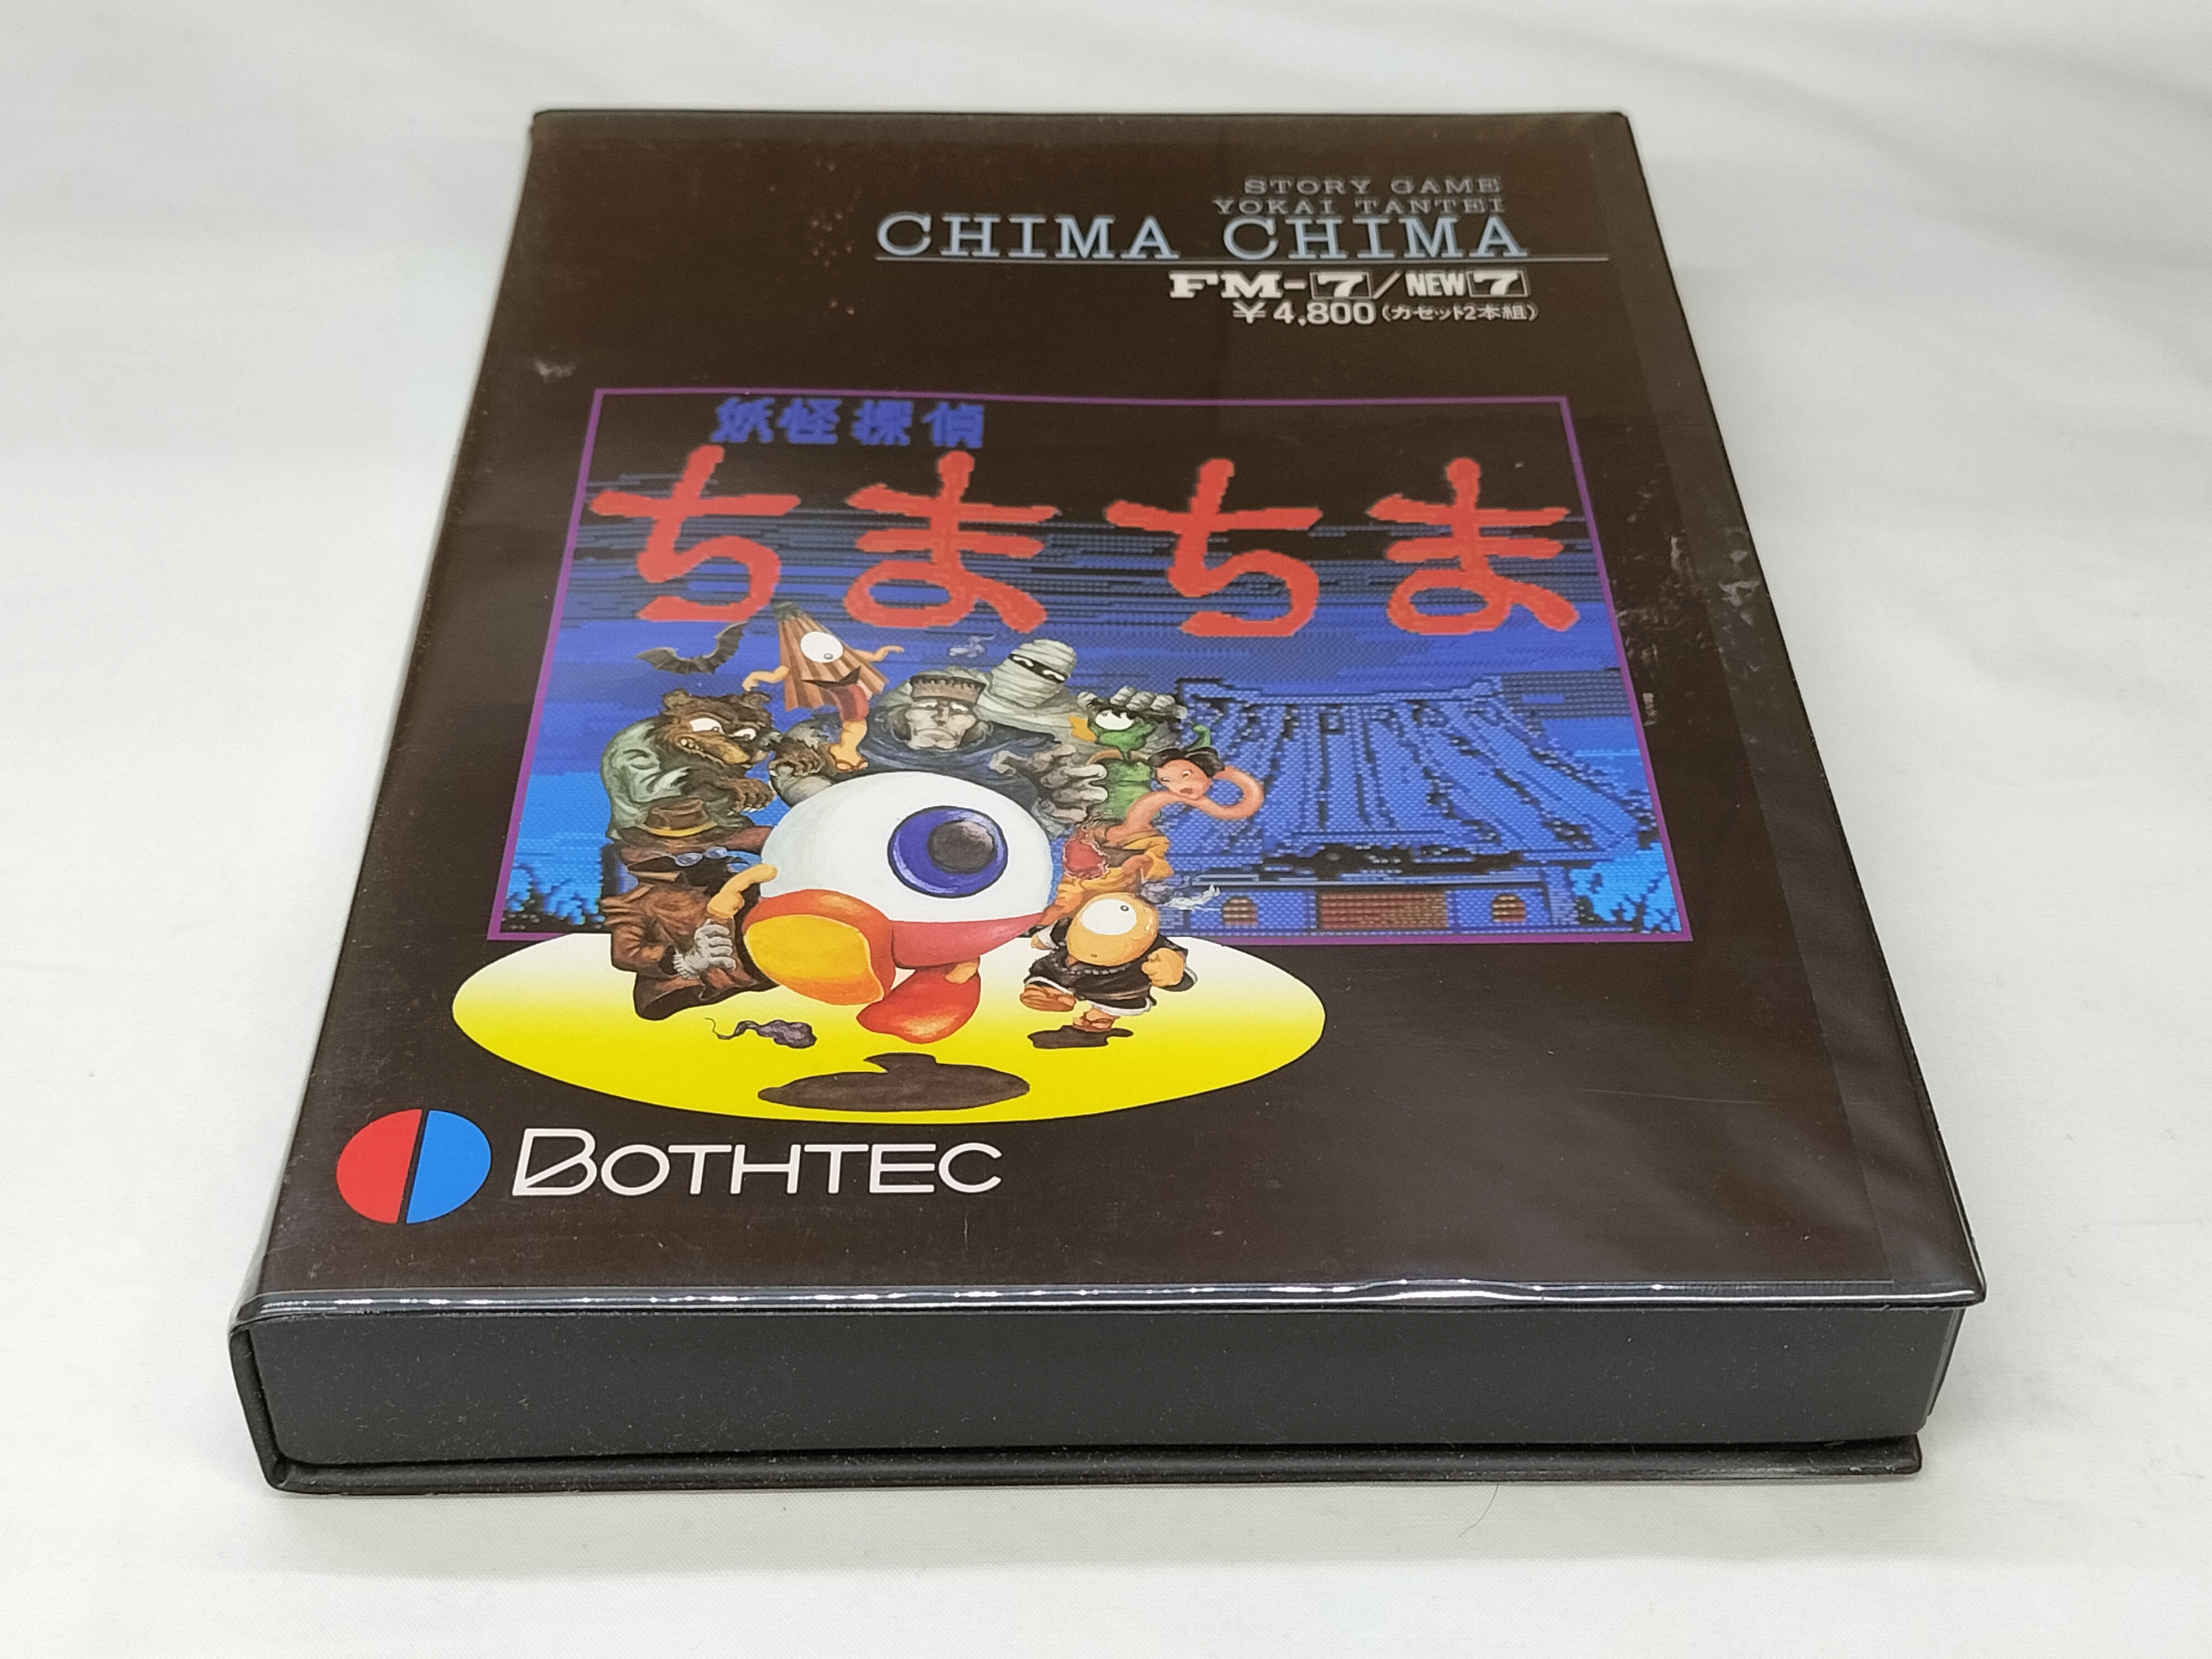 STORY GAME
YOKAI TANTEI
CHIMA CHIMA
FM-7/NEW7
¥4,800(カセット2本組)
妖怪探偵
ちまちま
BOTHTEC